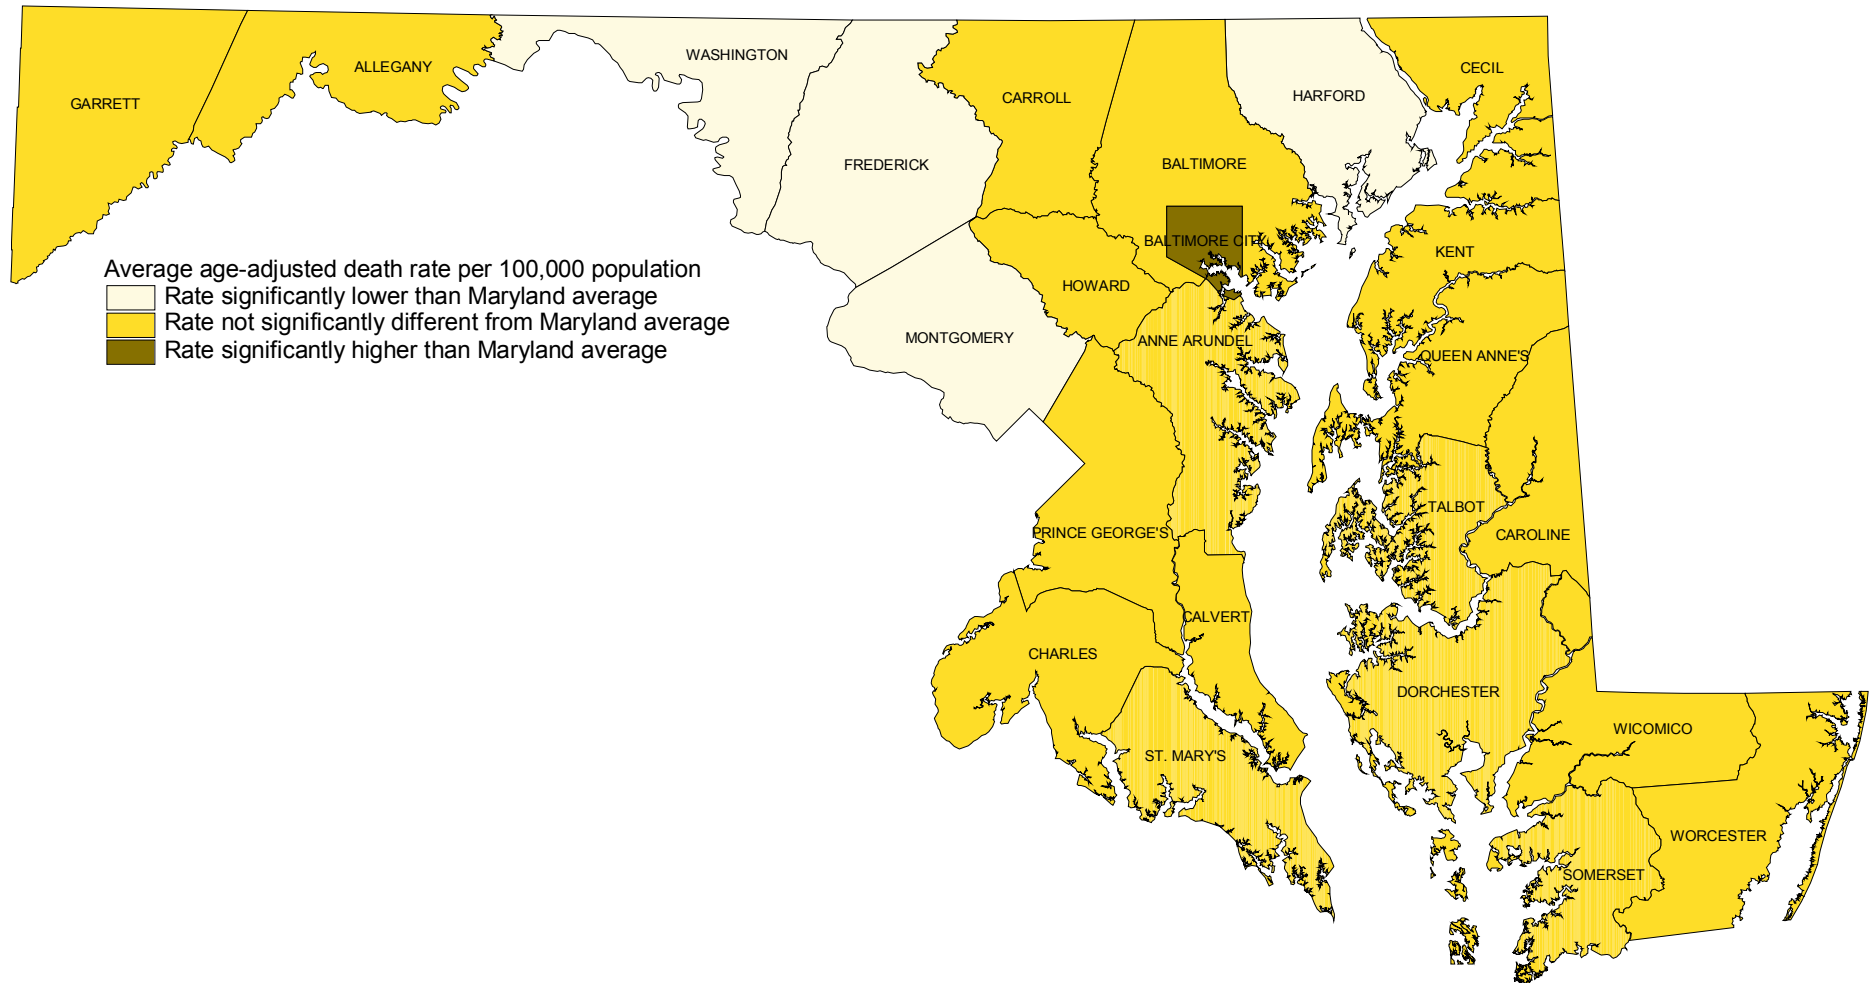 GARRETT
ALLEGANY
WASHINGTON
FREDERICK
CARROLL
BALTIMORE
HARFORD
CECIL
BALTIMORE CITY
KENT
HOWARD
MONTGOMERY
ANNE ARUNDEL
QUEEN ANNE'S
TALBOT
CAROLINE
PRINCE GEORGE'S
CALVERT
CHARLES
DORCHESTER
ST. MARY'S
WICOMICO
WORCESTER
SOMERSET
Average age-adjusted death rate per 100,000 population
Rate significantly lower than Maryland average
Rate not significantly different from Maryland average
Rate significantly higher than Maryland average